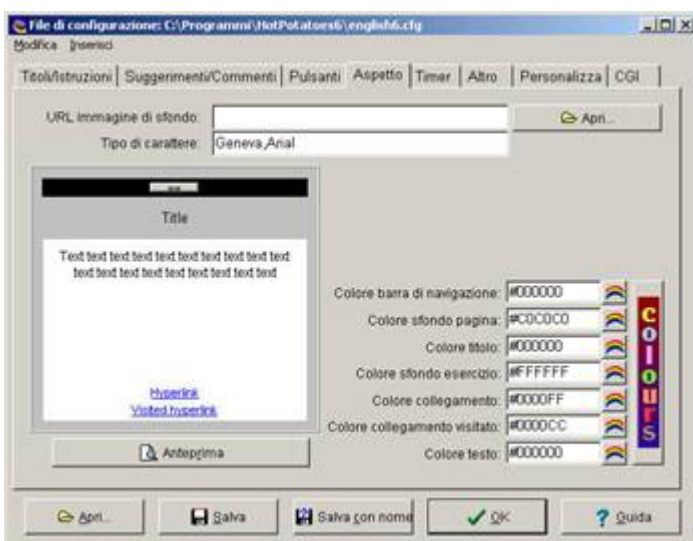 File di configurazione: C:\Programmi\HotPotatoes6\english6.cfg
Modifica Inserisci
Titoli/Istruzioni Suggerimenti/Commenti Pulsanti Aspetto Timer Altro Personalizza CGI
URL immagine di sfondo: Apri...
Tipo di carattere: Geneva,Arial
Title
Text text text text text text text text text text
text text text text text text text text text
Hyperlink
Visited hyperlink
Anteprima
Colore barra di navigazione: #000000
Colore sfondo pagina: #C0C0C0
Colore titolo: #000000
Colore sfondo esercizio: #FFFFFF
Colore collegamento: #0000FF
Colore collegamento visitato: #0000CC
Colore testo: #000000
Colours
Apri... Salva Salva con nome OK Guida